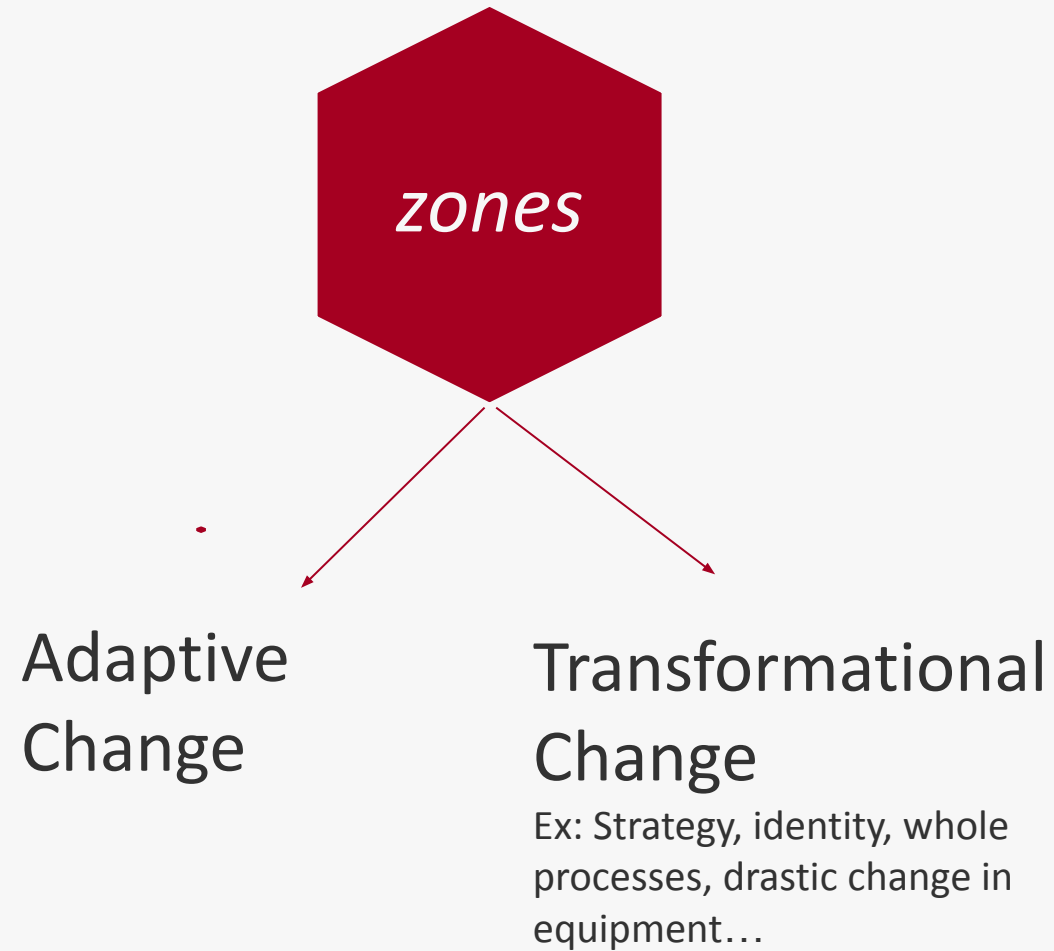 zones
Adaptive
Change
Transformational
Change
Ex: Strategy, identity, whole
processes, drastic change in
equipment…